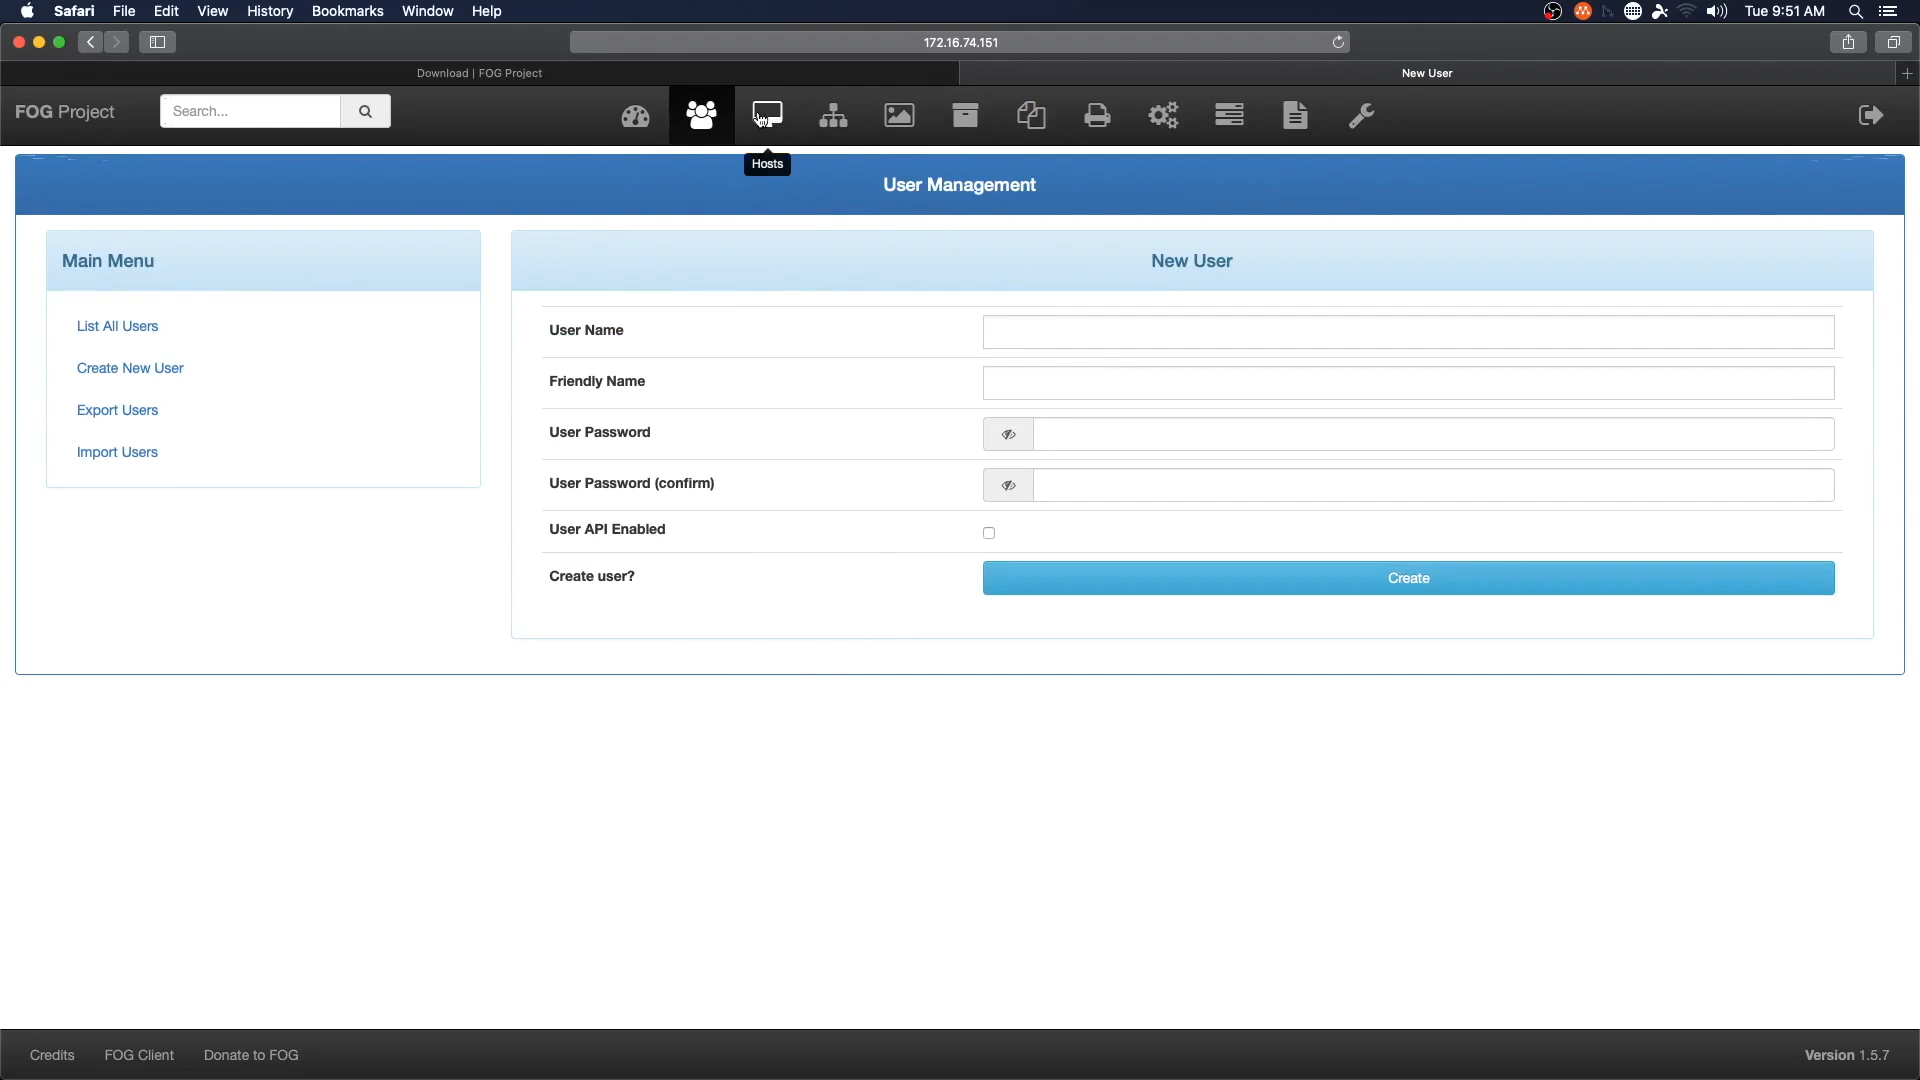 Safari File Edit View History Bookmarks Window Help Tue 9:51 AM
172.16.74.151
Download | FOG Project New User
FOG Project Search...
Hosts
User Management
Main Menu
List All Users
Create New User
Export Users
Import Users
New User
User Name
Friendly Name
User Password
User Password (confirm)
User API Enabled
Create user? Create
Credits FOG Client Donate to FOG Version 1.5.7